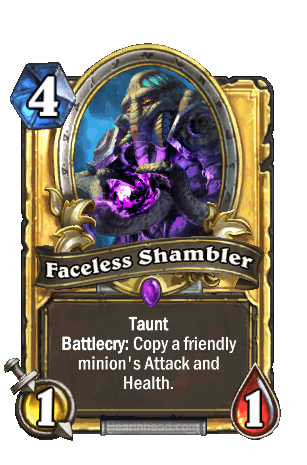 4
Faceless Shambler
Taunt
Battlecry: Copy a friendly
minion's Attack and
Health.
1
1